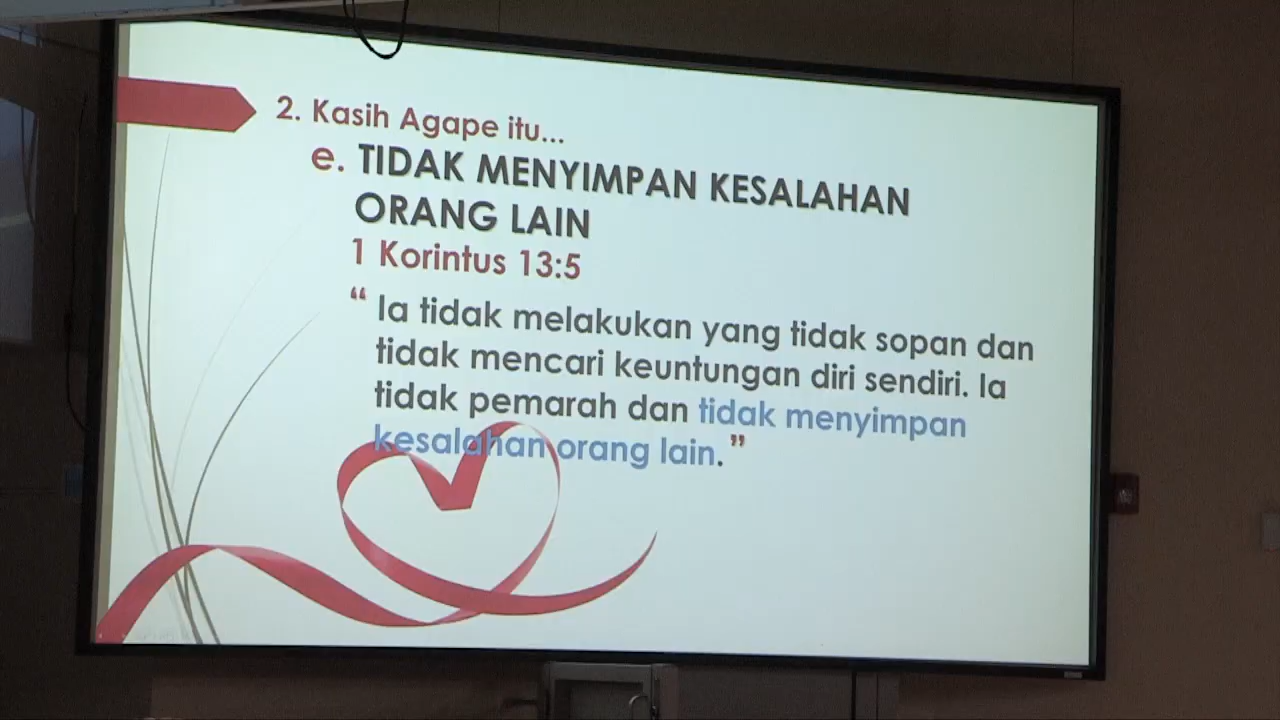 2. Kasih Agape itu...
e. TIDAK MENYIMPAN KESALAHAN
ORANG LAIN
1 Korintus 13:5
“ Ia tidak melakukan yang tidak sopan dan
tidak mencari keuntungan diri sendiri. Ia
tidak pemarah dan tidak menyimpan
kesalahan orang lain.”